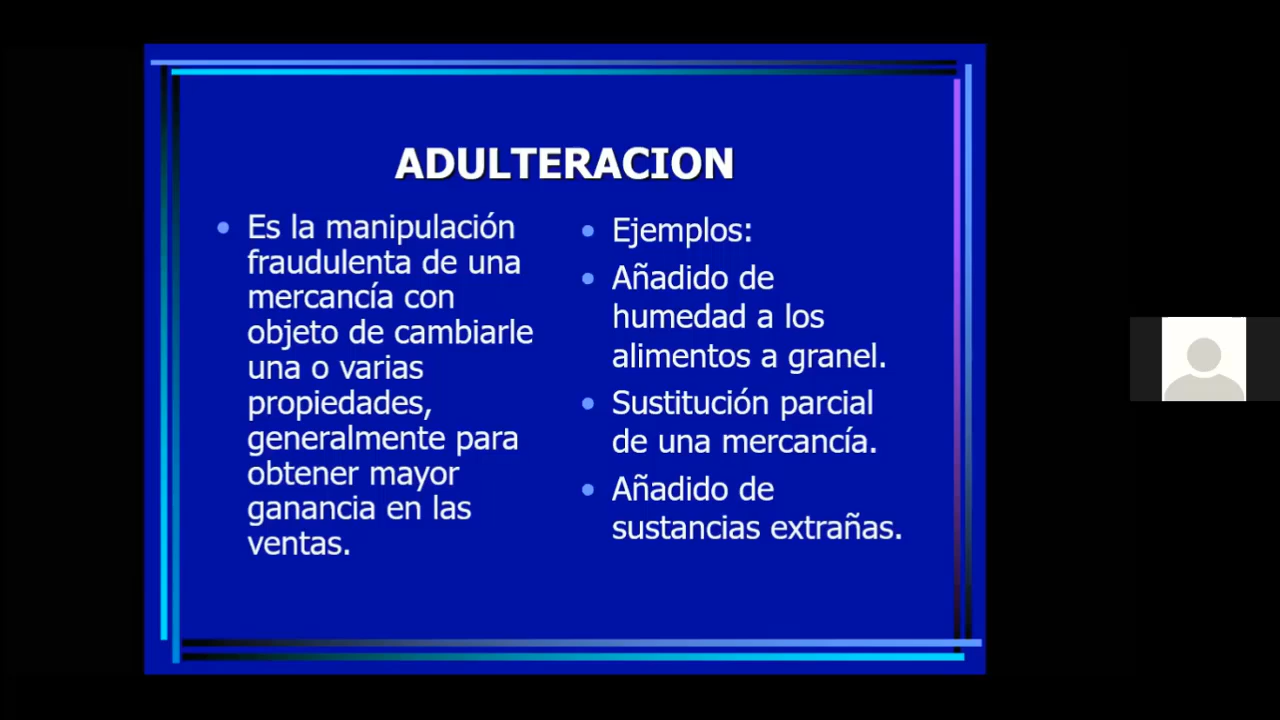 ADULTERACION
Es la manipulación
fraudulenta de una
mercancía con
objeto de cambiarle
una o varias
propiedades,
generalmente para
obtener mayor
ganancia en las
ventas.
Ejemplos:
Añadido de
humedad a los
alimentos a granel.
Sustitución parcial
de una mercancía.
Añadido de
sustancias extrañas.